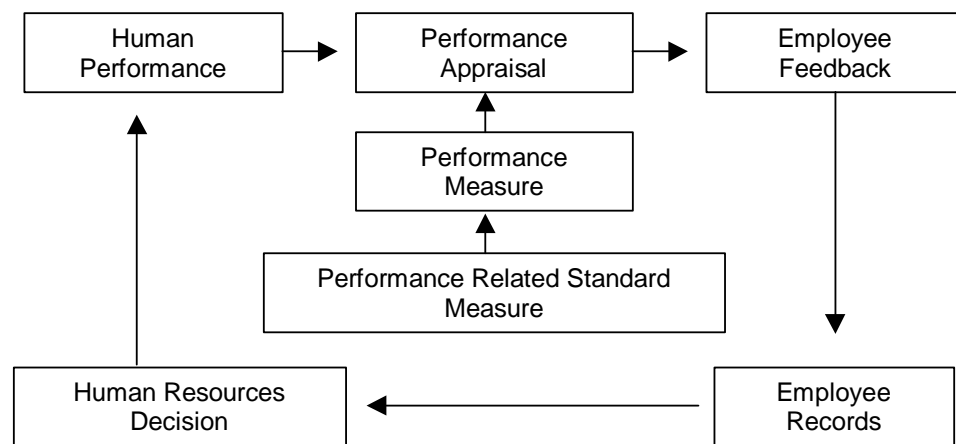 Human
Performance
Performance
Appraisal
Employee
Feedback
Performance
Measure
Performance Related Standard
Measure
Human Resources
Decision
Employee
Records